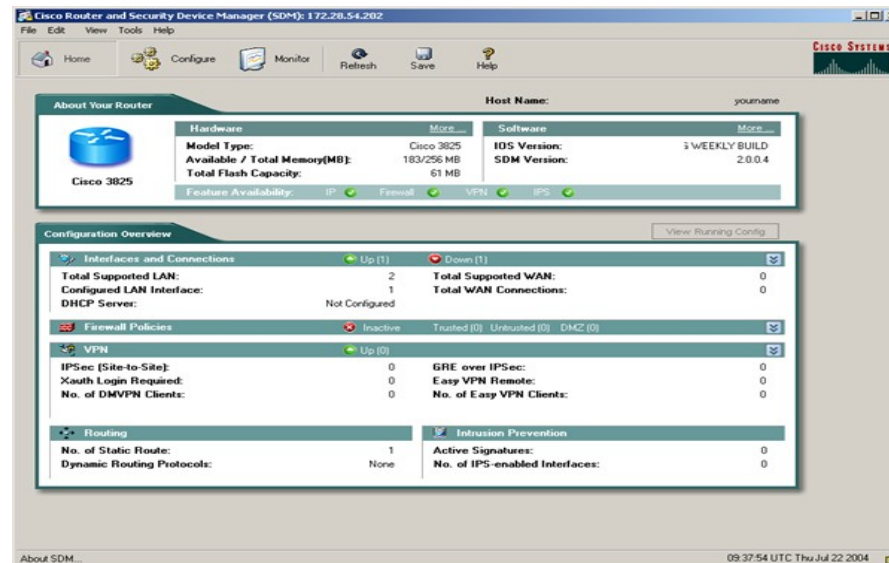 Cisco Router and Security Device Manager (SDM): 172.28.54.202
File Edit View Tools Help
Home Configure Monitor Refresh Save Help
CISCO SYSTEMS
About Your Router
Host Name: yourname
Cisco 3825
Hardware More ...
Model Type: Cisco 3825
Available / Total Memory(MB): 183/256 MB
Total Flash Capacity: 61 MB
Software More ...
IOS Version: WEEKLY BUILD
SDM Version: 2.0.0.4
Feature Availability: IP Firewall VPN IPS
Configuration Overview
View Running Config
Interfaces and Connections Up (1) Down (1)
Total Supported LAN: 2 Total Supported WAN: 0
Configured LAN Interface: 1 Total WAN Connections: 0
DHCP Server: Not Configured
Firewall Policies Inactive Trusted (0) Untrusted (0) DMZ (0)
VPN Up (0)
IPSec (Site-to-Site): 0 GRE over IPSec: 0
Xauth Login Required: 0 Easy VPN Remote: 0
No. of DMVPN Clients: 0 No. of Easy VPN Clients: 0
Routing
No. of Static Route: 1
Dynamic Routing Protocols: None
Intrusion Prevention
Active Signatures: 0
No. of IPS-enabled Interfaces: 0
About SDM...
09:37:54 UTC Thu Jul 22 2004